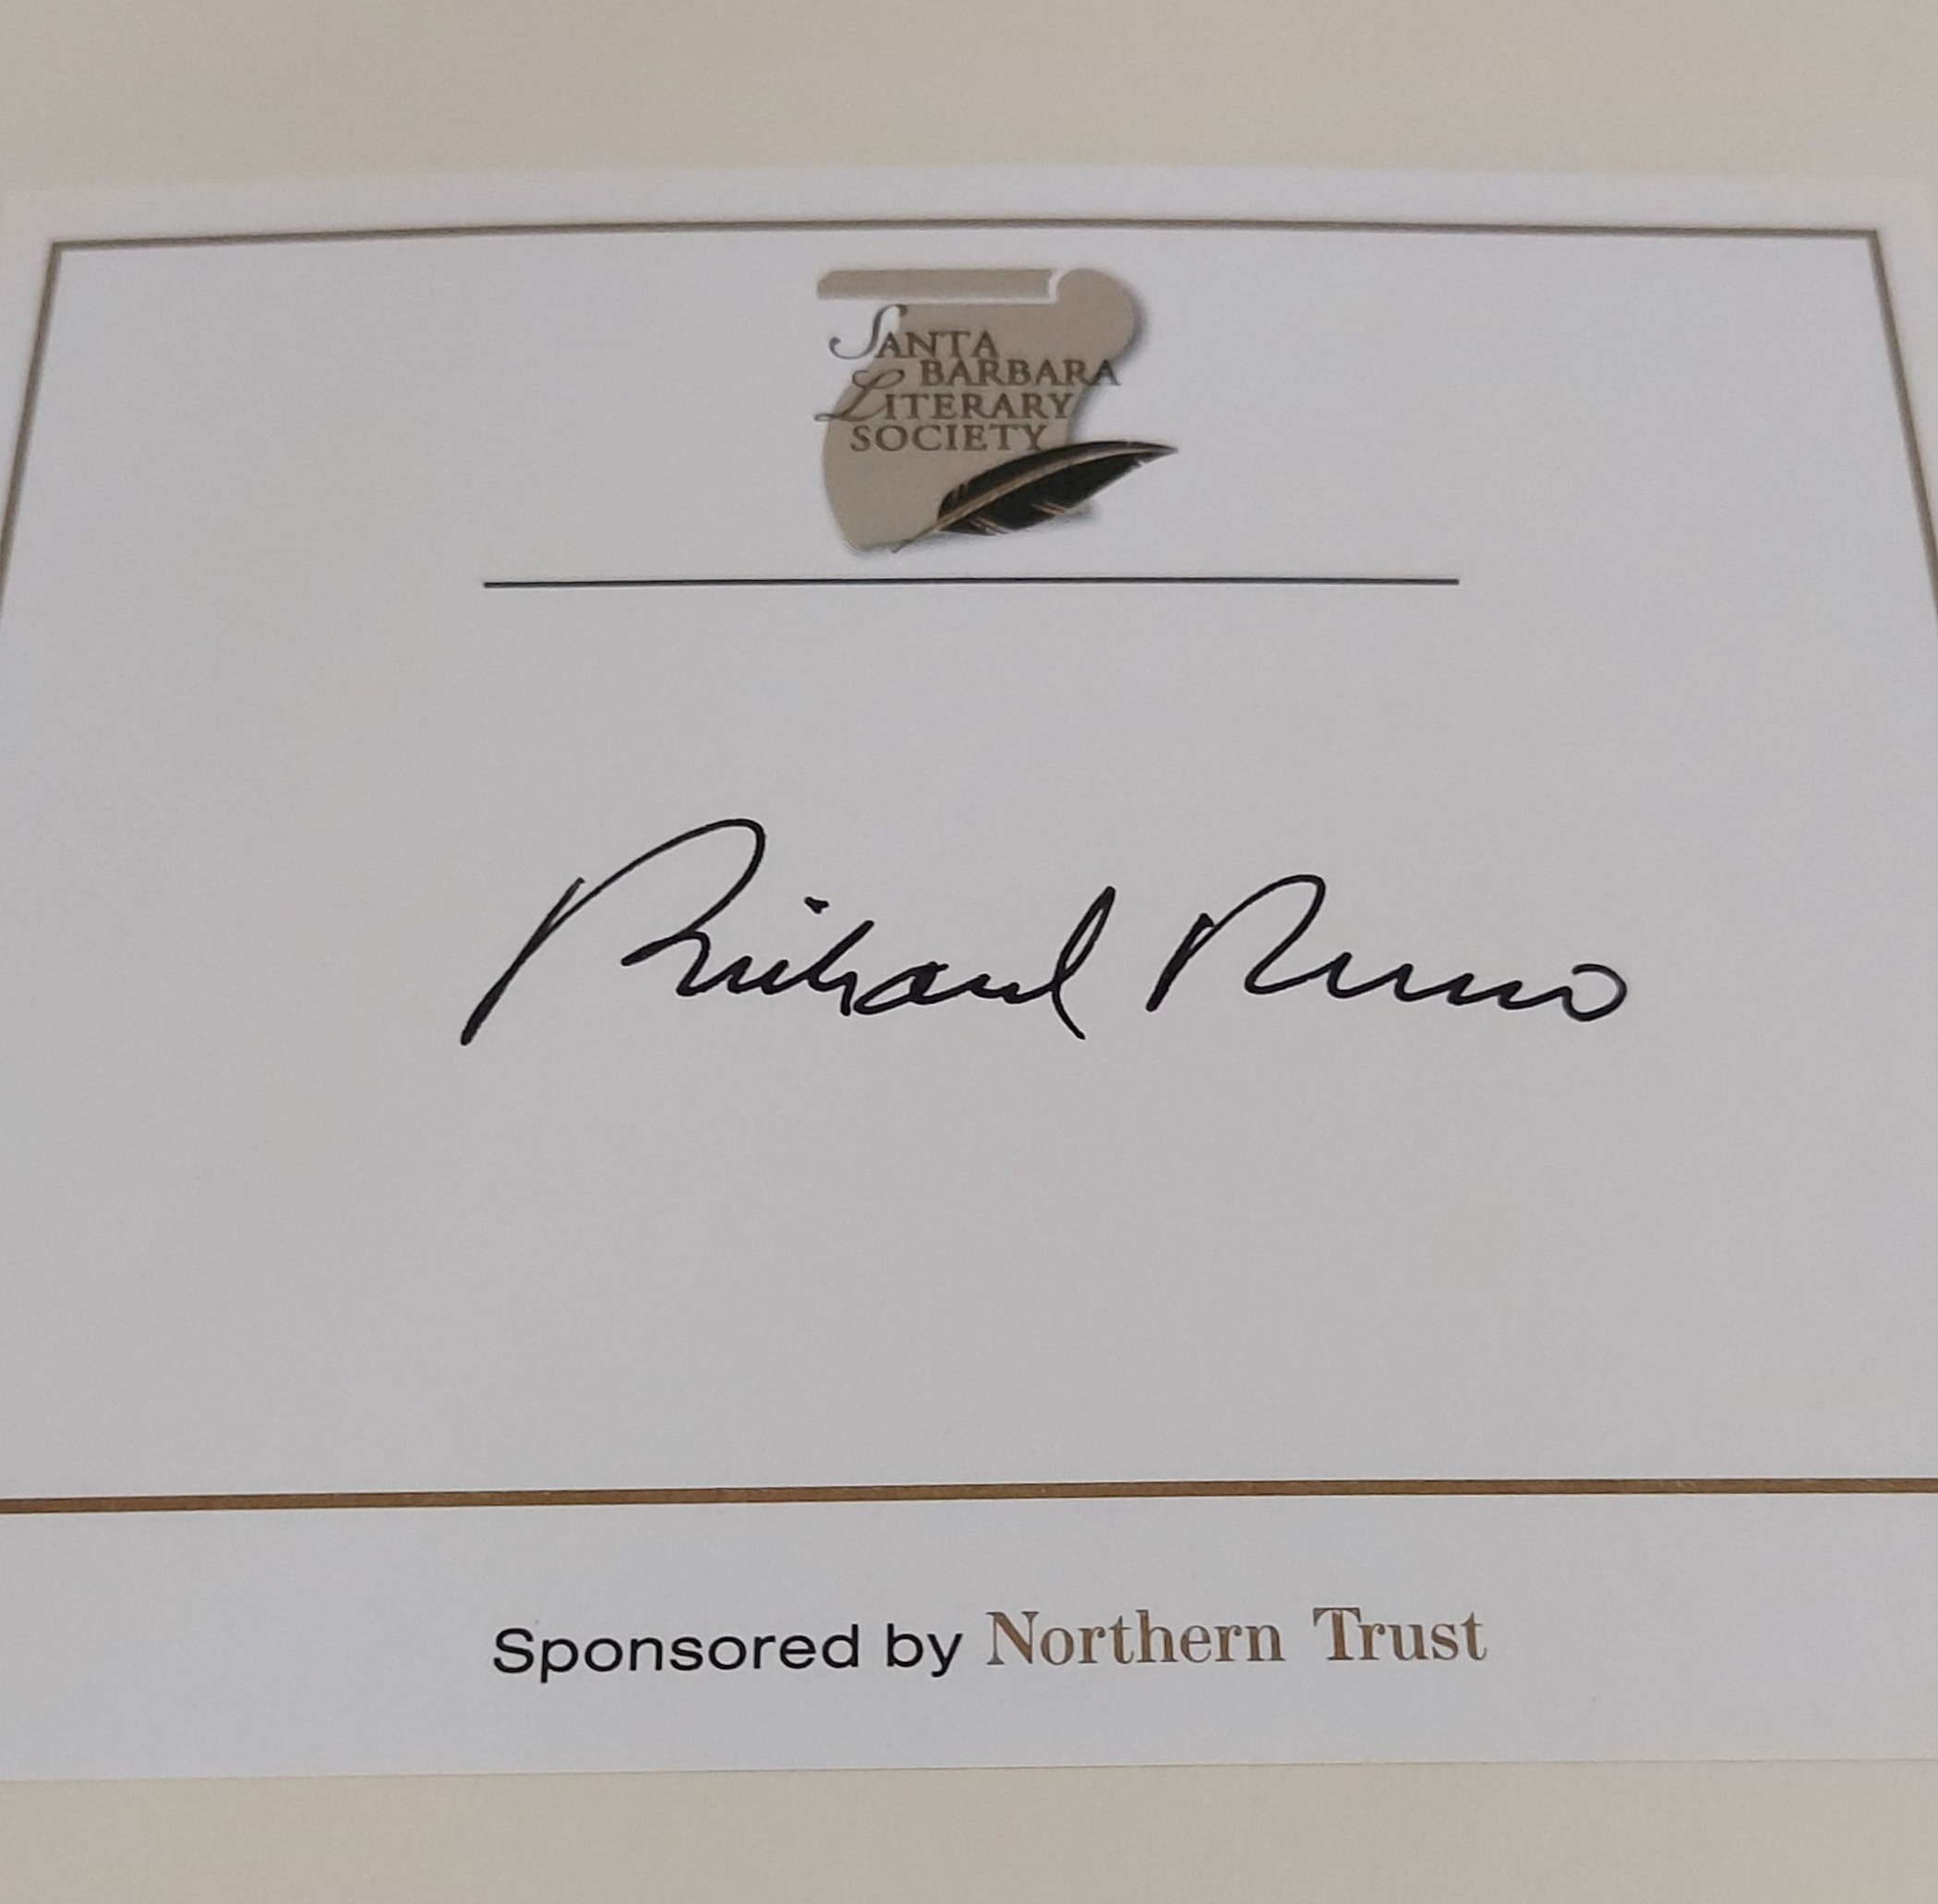 SANTA
BARBARA
LITERARY
SOCIETY
Richard Russo
Sponsored by Northern Trust